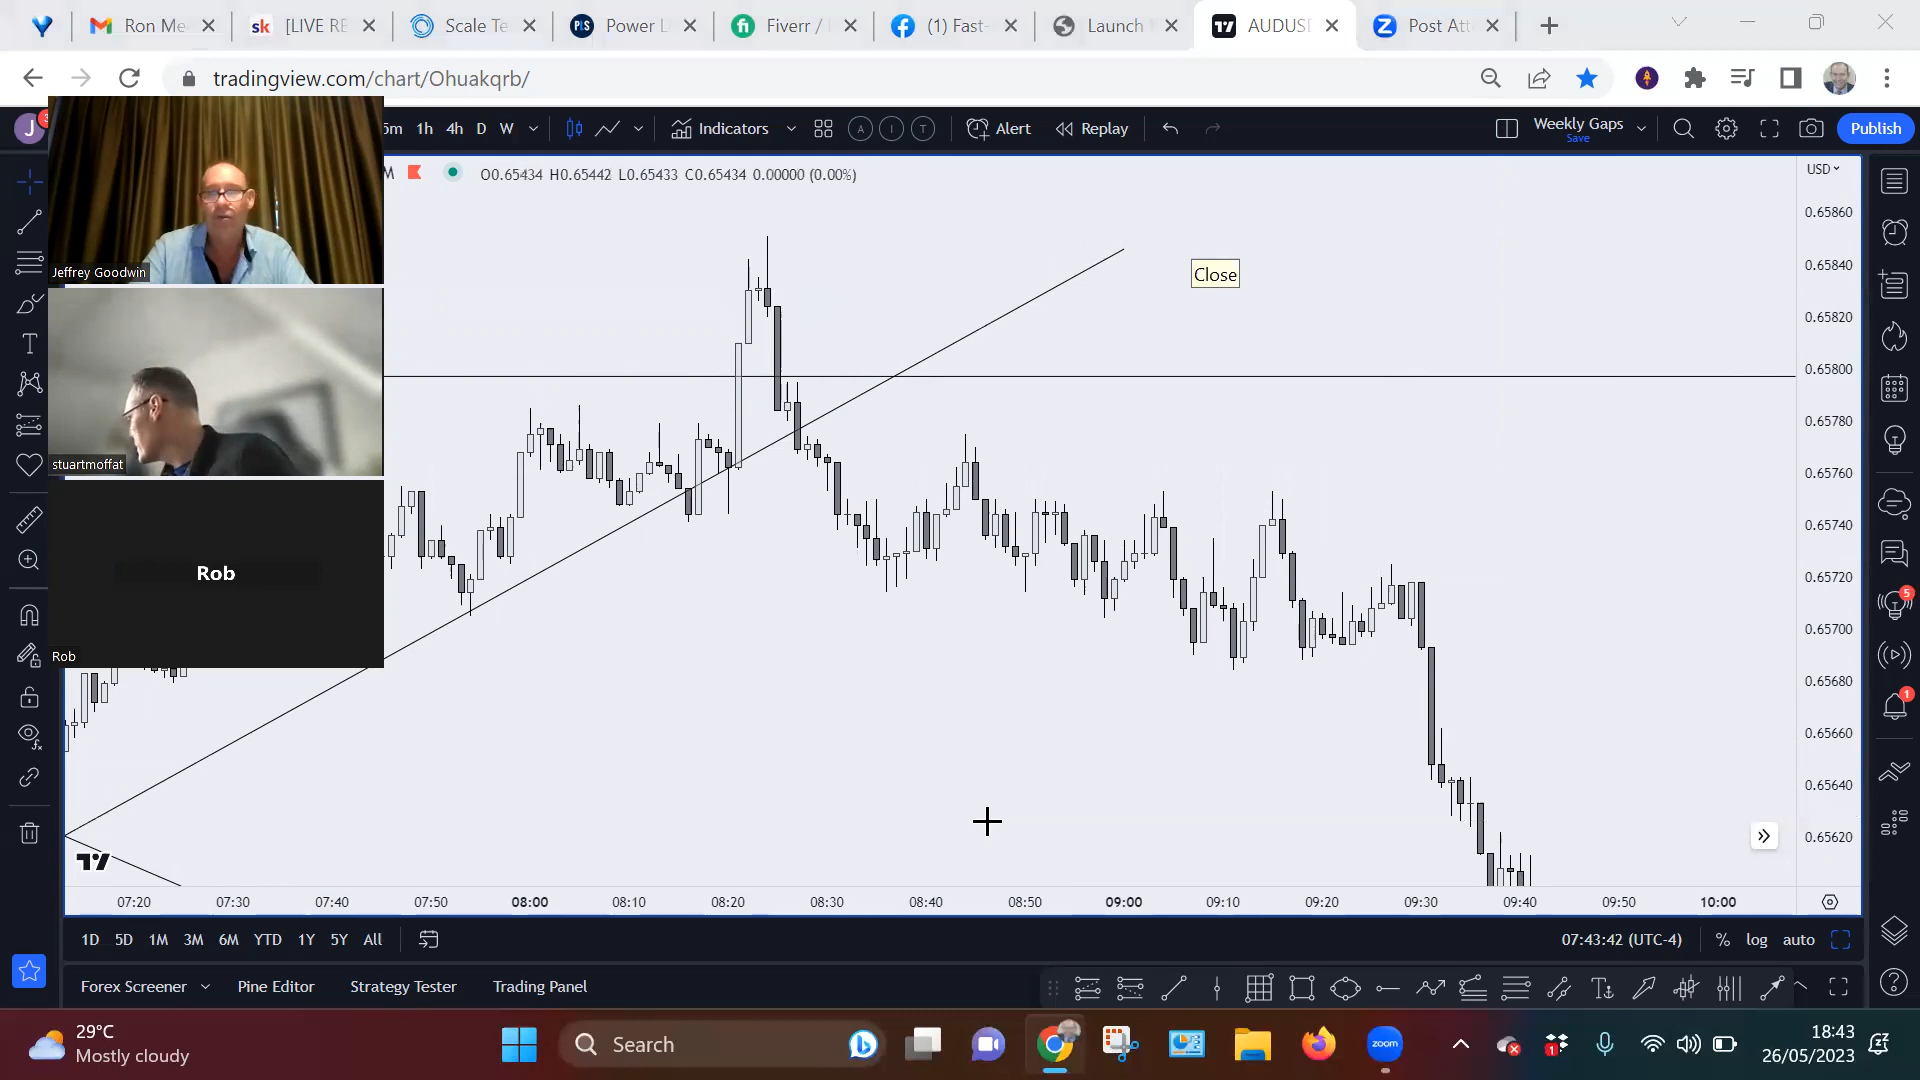 Ron Me
[LIVE RE
Scale Te
Power L
Fiverr /
(1) Fast-
Launch
AUDUS
Post Att
tradingview.com/chart/Ohuakqrb/
J
5m 1h 4h D W
Indicators
A I T
Alert
Replay
Weekly Gaps
Save
Publish
M O0.65434 H0.65442 L0.65433 C0.65434 0.00000 (0.00%)
USD
Close
0.65860
0.65840
0.65820
0.65800
0.65780
0.65760
0.65740
0.65720
0.65700
0.65680
0.65660
0.65640
0.65620
Jeffrey Goodwin
stuartmoffat
Rob
Rob
5
1
07:20 07:30 07:40 07:50 08:00 08:10 08:20 08:30 08:40 08:50 09:00 09:10 09:20 09:30 09:40 09:50 10:00
1D 5D 1M 3M 6M YTD 1Y 5Y All
07:43:42 (UTC-4) % log auto
Forex Screener Pine Editor Strategy Tester Trading Panel
29°C
Mostly cloudy
Search
zoom
1
18:43
26/05/2023